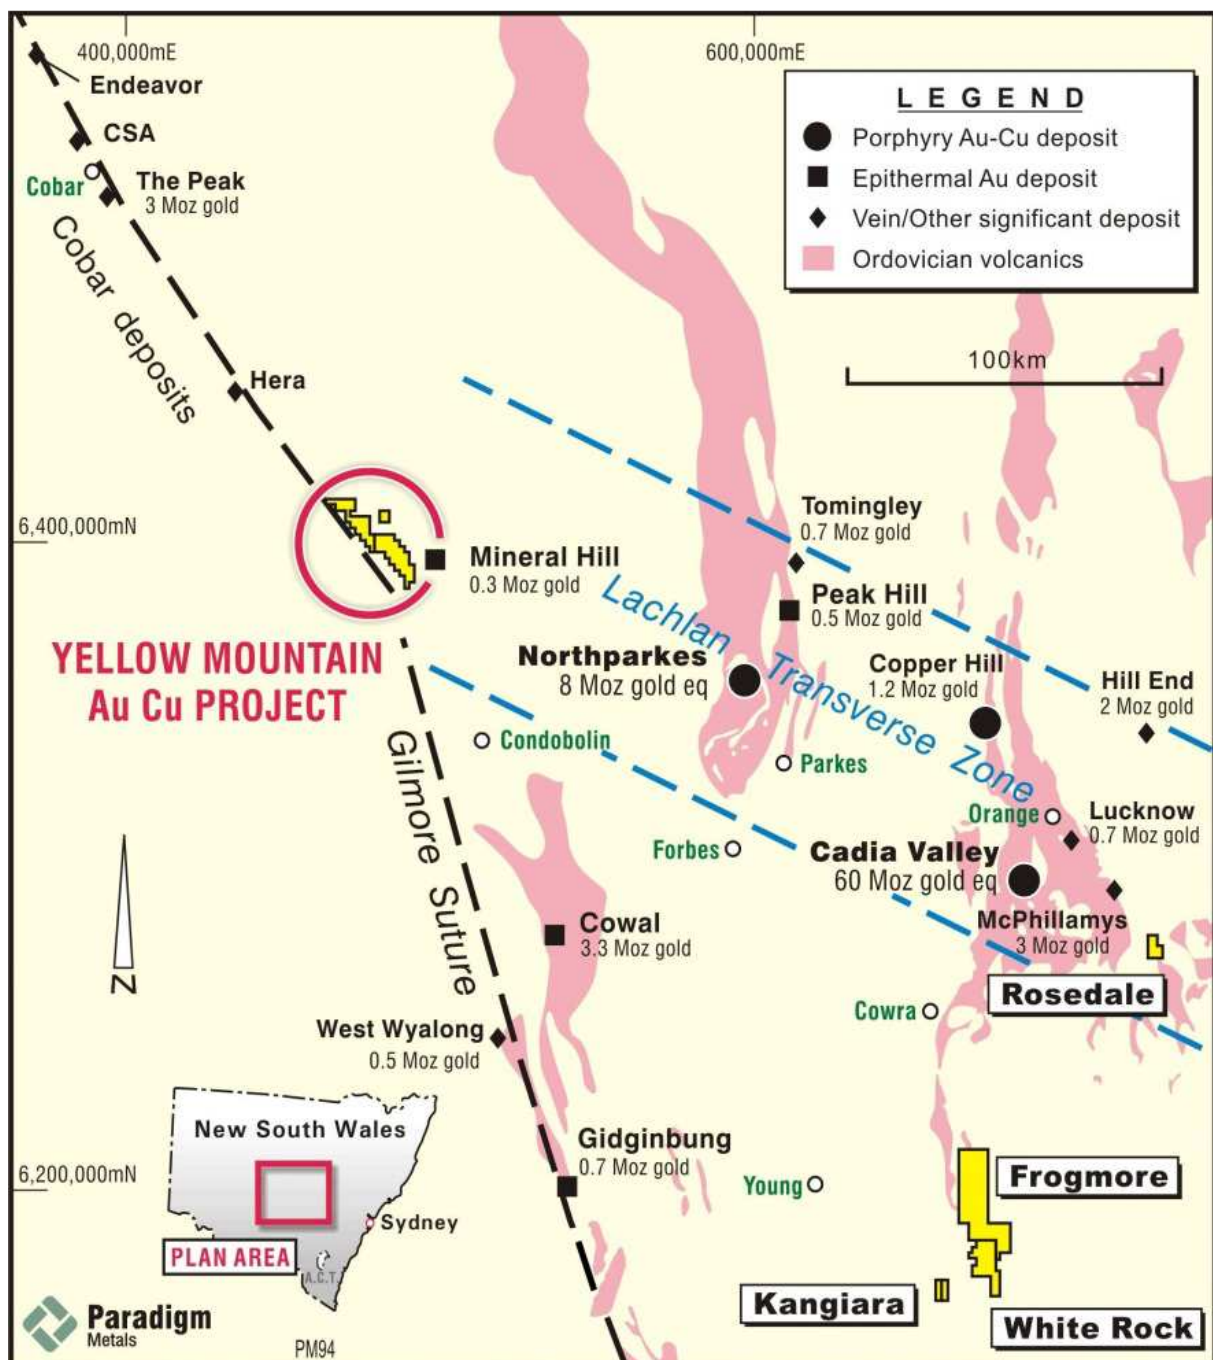 400,000mE
600,000mE
Endeavor
CSA
Cobar
The Peak
3 Moz gold
Cobar deposits
Hera
LEGEND
Porphyry Au-Cu deposit
Epithermal Au deposit
Vein/Other significant deposit
Ordovician volcanics
100km
6,400,000mN
Mineral Hill
0.3 Moz gold
YELLOW MOUNTAIN
Au Cu PROJECT
Tomingley
0.7 Moz gold
Peak Hill
0.5 Moz gold
Lachlan Transverse Zone
Northparkes
8 Moz gold eq
Copper Hill
1.2 Moz gold
Hill End
2 Moz gold
Condobolin
Parkes
Gilmore Suture
Forbes
Orange
Lucknow
0.7 Moz gold
Cadia Valley
60 Moz gold eq
McPhillamys
3 Moz gold
Cowal
3.3 Moz gold
N
Rosedale
Cowra
West Wyalong
0.5 Moz gold
New South Wales
Sydney
PLAN AREA
A.C.T.
Gidginbung
0.7 Moz gold
6,200,000mN
Young
Frogmore
Kangiara
White Rock
Paradigm
Metals
PM94